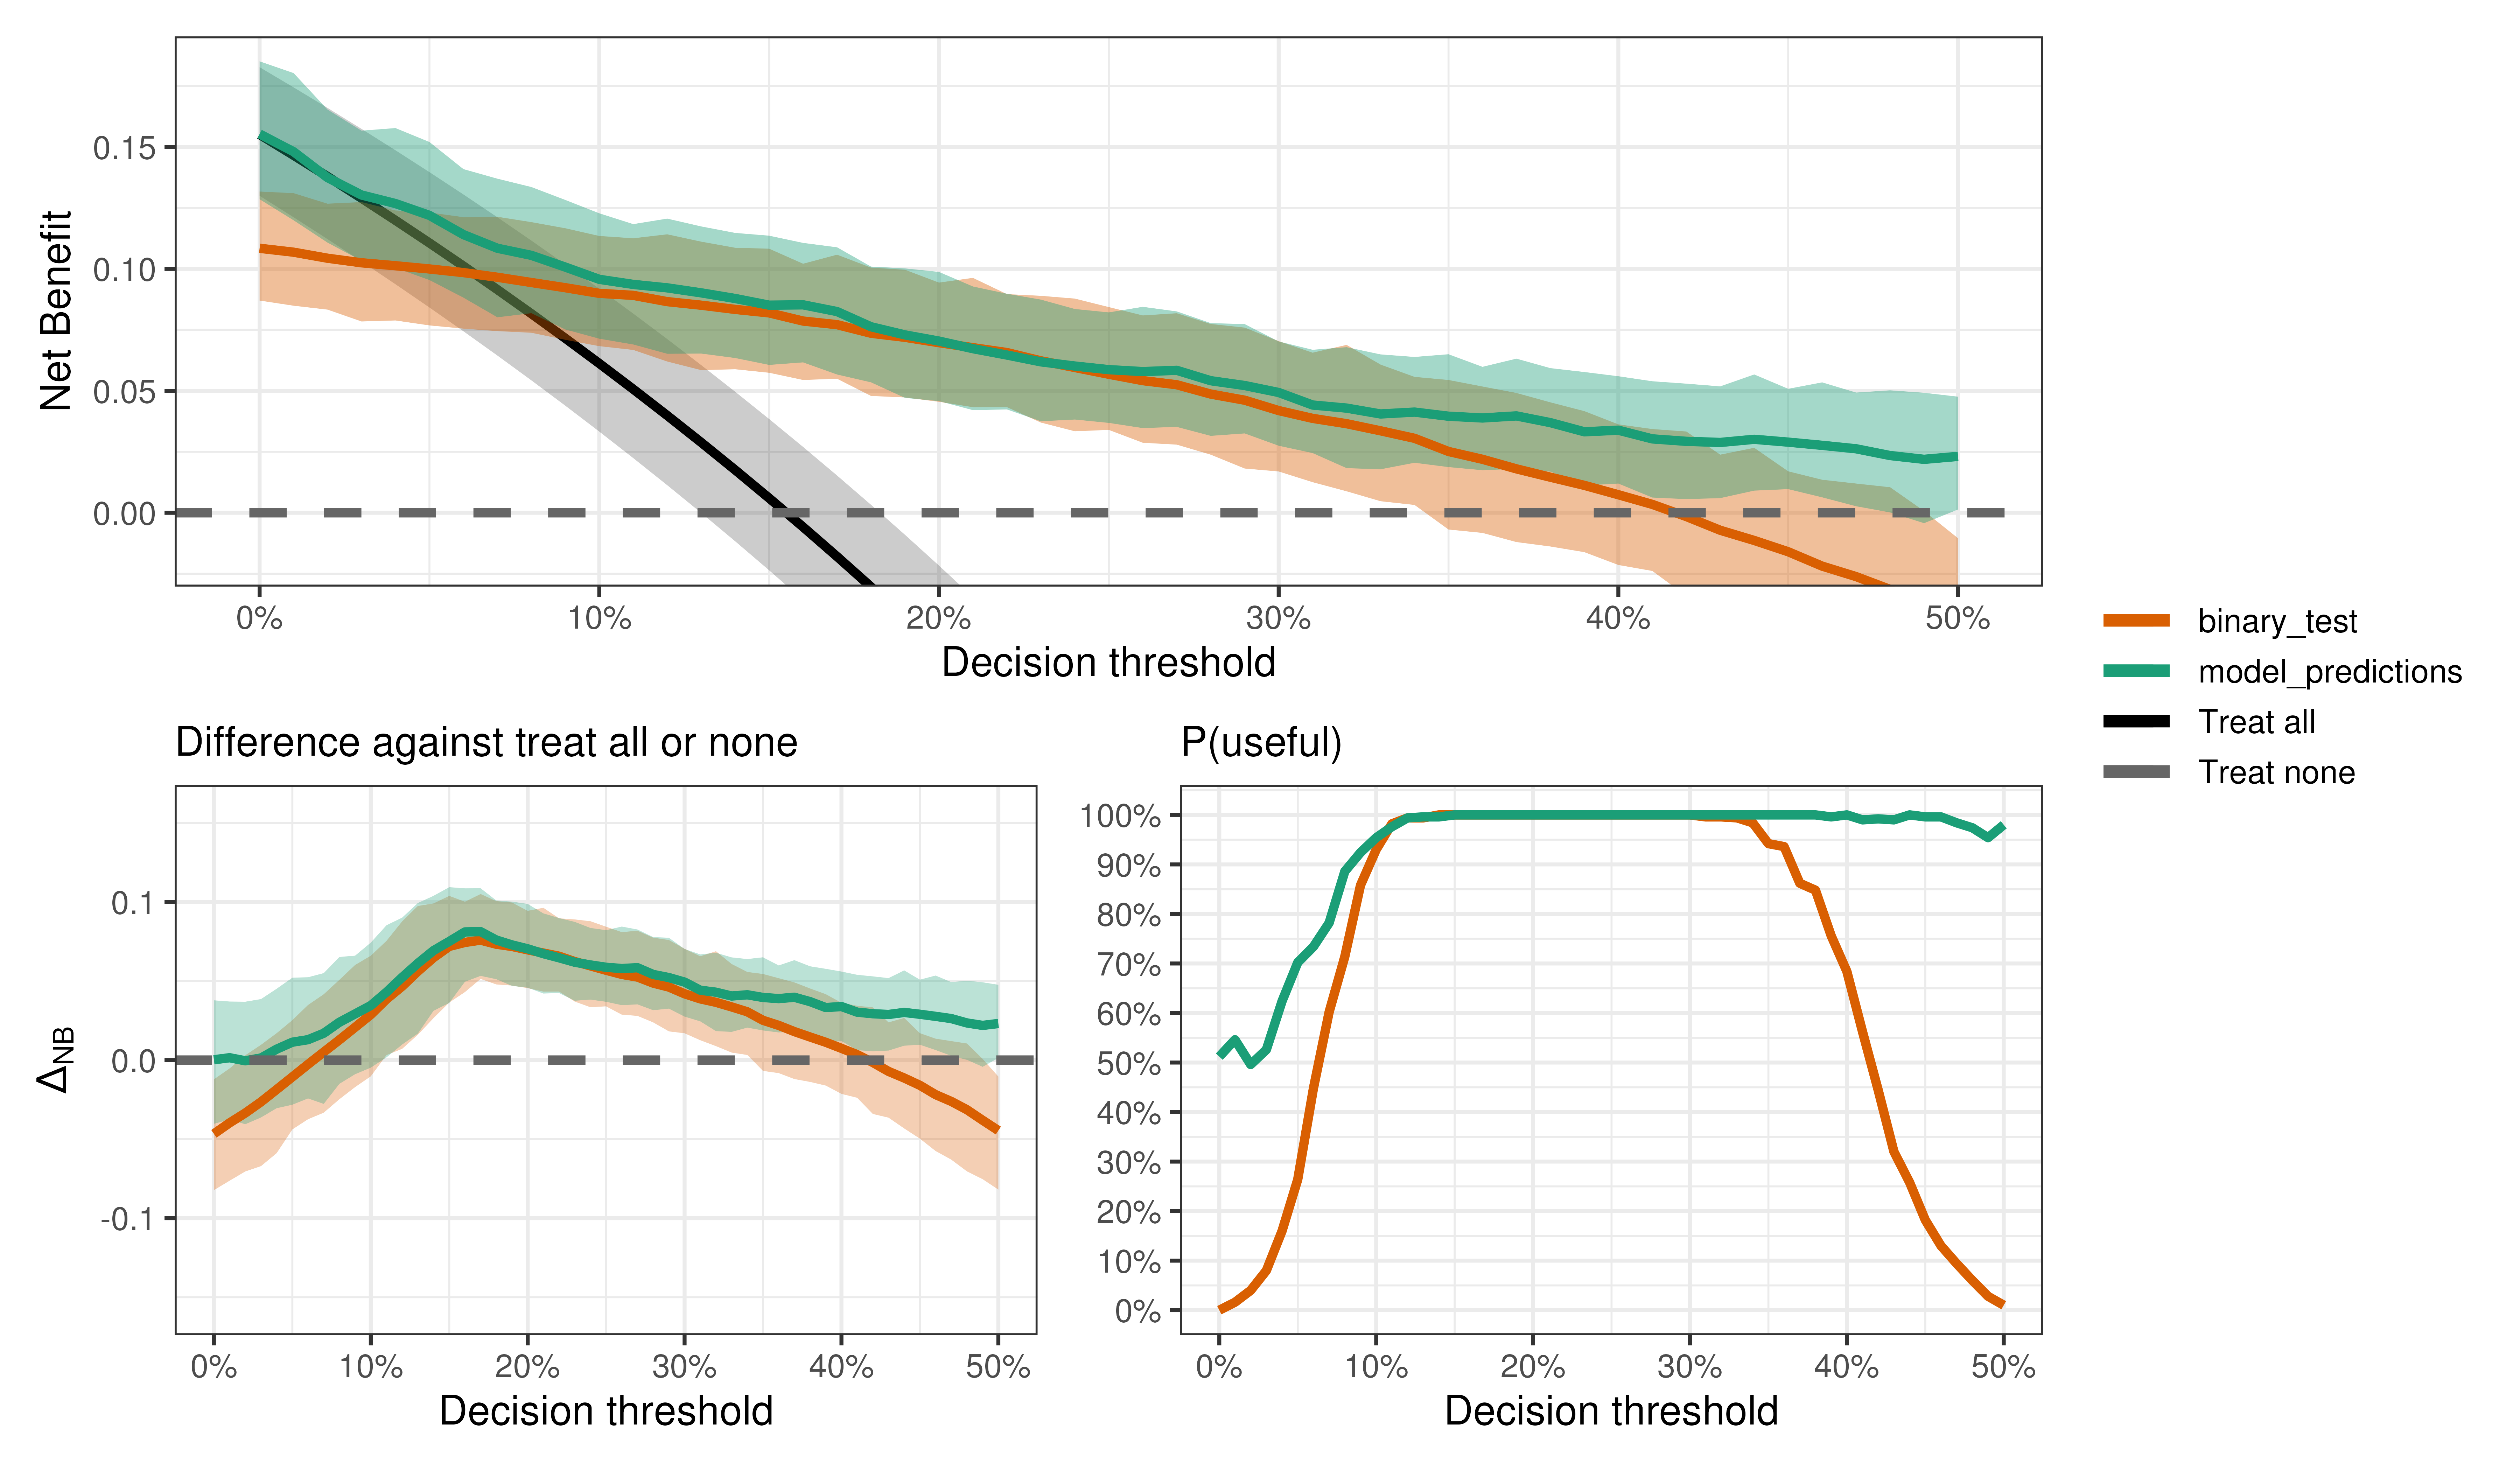 Net Benefit
0.15
0.10
0.05
0.00
0% 10% 20% 30% 40% 50%
Decision threshold
binary_test
model_predictions
Treat all
Treat none
Difference against treat all or none
ΔNB
0.1
0.0
-0.1
0% 10% 20% 30% 40% 50%
Decision threshold
P(useful)
100%
90%
80%
70%
60%
50%
40%
30%
20%
10%
0%
0% 10% 20% 30% 40% 50%
Decision threshold